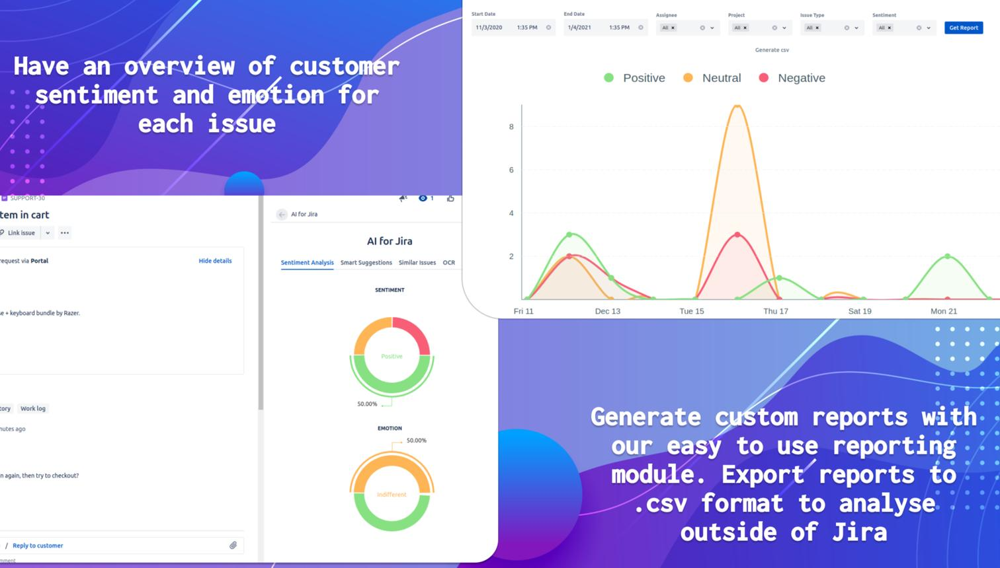 Have an overview of customer
sentiment and emotion for
each issue
Start Date
End Date
Assignee
Project
Issue Type
Sentiment
11/3/2020 1:35 PM
1/4/2021 1:35 PM
All
All
All
All
Get Report
Generate csv
Positive
Neutral
Negative
8
6
4
2
Fri 11
Dec 13
Tue 15
Thu 17
Sat 19
Mon 21
SUPPORT-30
tem in cart
Link issue
request via Portal
Hide details
se + keyboard bundle by Razer.
tory
Work log
nutes ago
n again, then try to checkout?
/ Reply to customer
mment
1
AI for Jira
AI for Jira
Sentiment Analysis
Smart Suggestions
Similar Issues
OCR
SENTIMENT
Positive
50.00%
EMOTION
50.00%
Indifferent
Generate custom reports with
our easy to use reporting
module. Export reports to
.csv format to analyse
outside of Jira